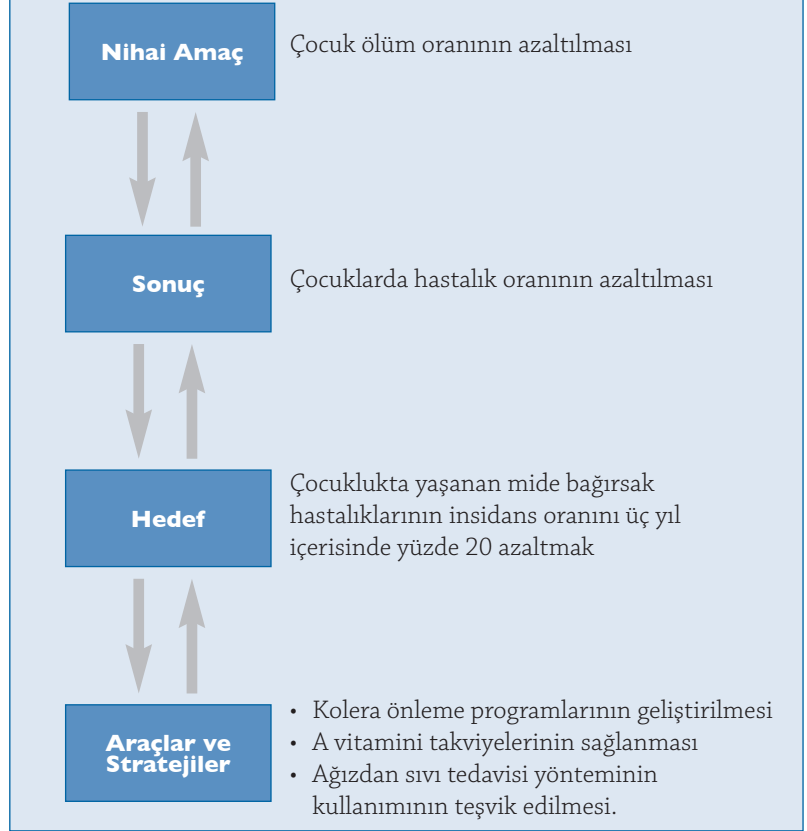 Nihai Amaç
Çocuk ölüm oranının azaltılması
Sonuç
Çocuklarda hastalık oranının azaltılması
Hedef
Çocuklukta yaşanan mide bağırsak
hastalıklarının insidans oranını üç yıl
içerisinde yüzde 20 azaltmak
Araçlar ve
Stratejiler
• Kolera önleme programlarının geliştirilmesi
• A vitamini takviyelerinin sağlanması
• Ağızdan sıvı tedavisi yönteminin
kullanımının teşvik edilmesi.